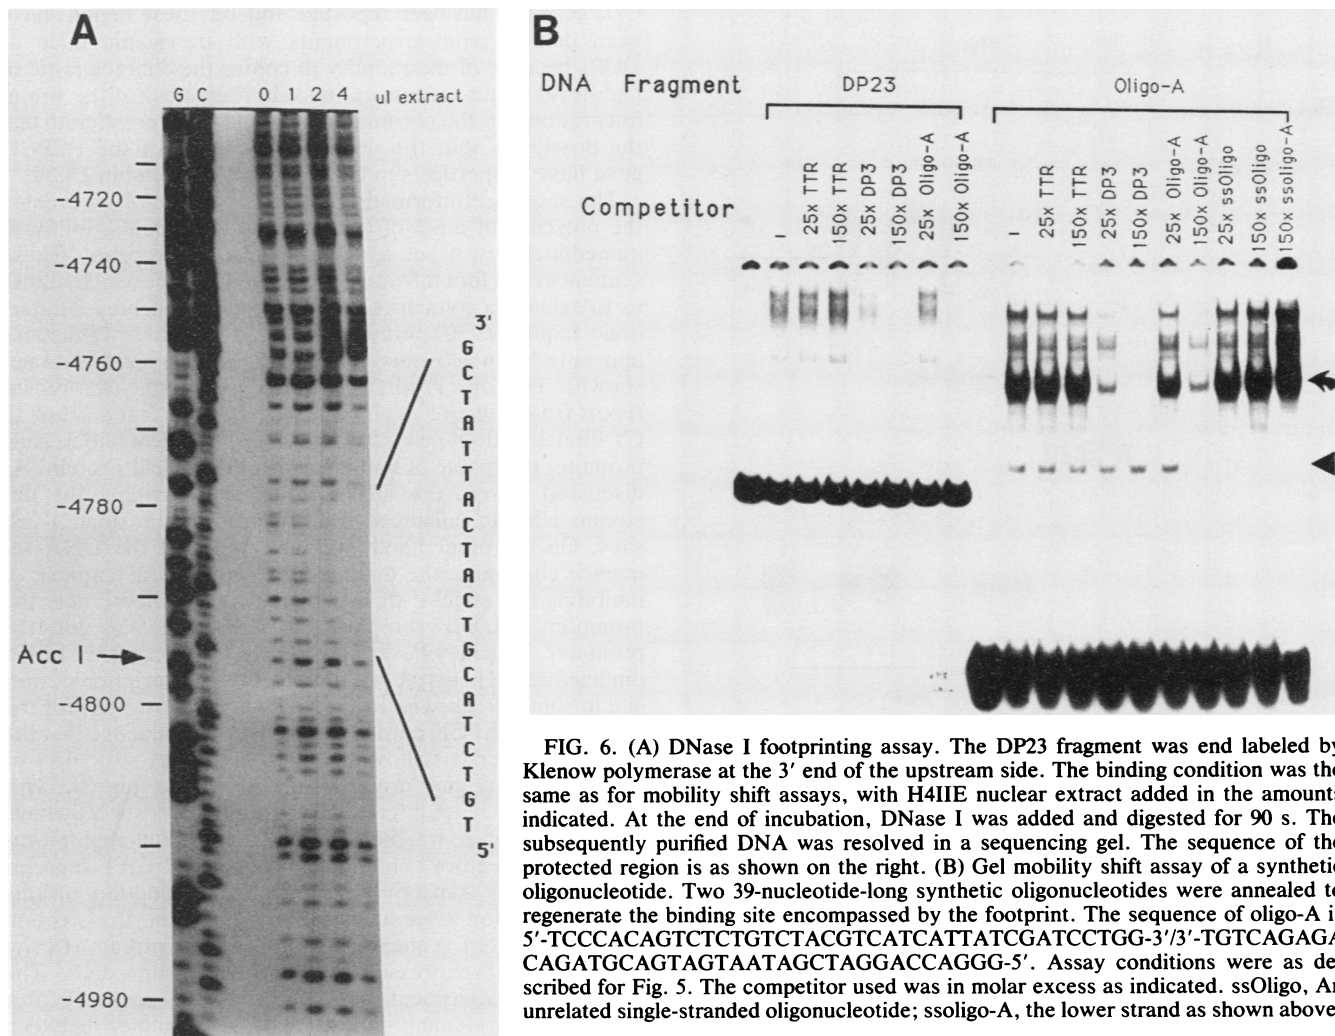 A
G C 0 1 2 4 ul extract
-4720
-4740
-4760
-4780
Acc I
-4800
-4980
3'
G
C
T
A
T
T
A
C
T
A
C
T
G
C
A
T
C
T
G
T
5'
B
DNA Fragment DP23 Oligo-A
Competitor
–
25x TTR
150x TTR
25x DP3
150x DP3
25x Oligo-A
150x Oligo-A
–
25x TTR
150x TTR
25x DP3
150x DP3
25x Oligo-A
150x Oligo-A
25x ssOligo
150x ssOligo
150x ssoligo-A
FIG. 6. (A) DNase I footprinting assay. The DP23 fragment was end labeled by
Klenow polymerase at the 3′ end of the upstream side. The binding condition was the
same as for mobility shift assays, with H4IIE nuclear extract added in the amounts
indicated. At the end of incubation, DNase I was added and digested for 90 s. The
subsequently purified DNA was resolved in a sequencing gel. The sequence of the
protected region is as shown on the right. (B) Gel mobility shift assay of a synthetic
oligonucleotide. Two 39-nucleotide-long synthetic oligonucleotides were annealed to
regenerate the binding site encompassed by the footprint. The sequence of oligo-A i
5′-TCCCACAGTCTCTGTCTACGTCATCATTATCGATCCTGG-3′/3′-TGTCAGAGA
CAGATGCAGTAGTAATAGCTAGGACCAGGG-5′. Assay conditions were as de
scribed for Fig. 5. The competitor used was in molar excess as indicated. ssOligo, An
unrelated single-stranded oligonucleotide; ssoligo-A, the lower strand as shown above